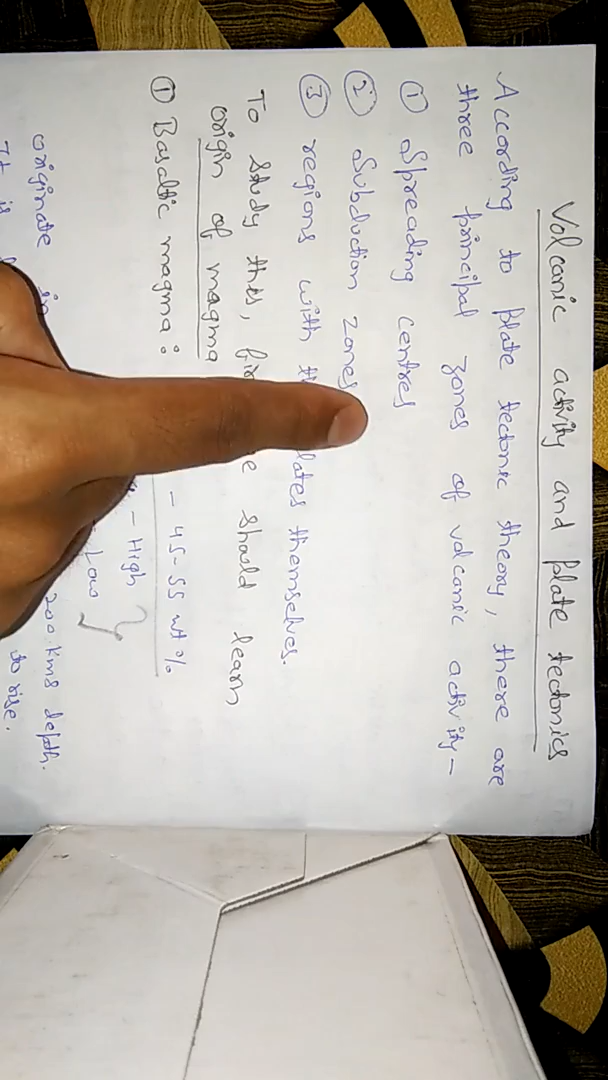 Volcanic activity and plate tectonics
According to plate tectonic theory, there are
three principal zones of volcanic activity -
① Spreading centres
② Subduction zones
③ regions with plates themselves.
To study this, should learn
origin of magma
① Basaltic magma :
- 45-55 wt %
- High
Low
originate 200 kms depth.
It is to rise.